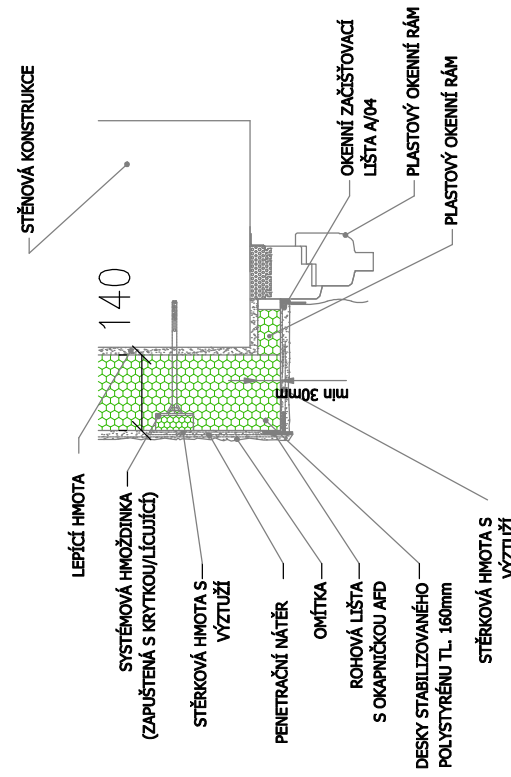 STĚNOVÁ KONSTRUKCE
140
LEPÍCÍ HMOTA
SYSTÉMOVÁ HMOŽDINKA
(ZAPUŠTENÁ S KRYTKOU/LÍCUJÍCÍ)
STĚRKOVÁ HMOTA S
VÝZTUŽÍ
PENETRAČNÍ NÁTĚR
OMÍTKA
ROHOVÁ LIŠTA
S OKAPNIČKOU AFD
DESKY STABILIZOVANÉHO
POLYSTYRÉNU TL. 160mm
STĚRKOVÁ HMOTA S
VÝZTUŽÍ
min 30mm
OKENNÍ ZAČIŠŤOVACÍ
LIŠTA A/04
PLASTOVÝ OKENNÍ RÁM
PLASTOVÝ OKENNÍ RÁM